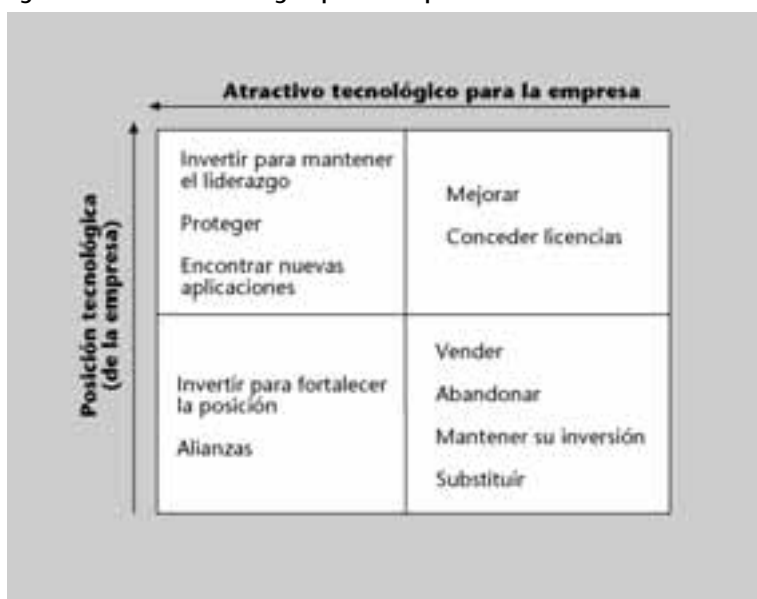 Atractivo tecnológico para la empresa
Posición tecnológica
(de la empresa)
Invertir para mantener
el liderazgo
Proteger
Encontrar nuevas
aplicaciones
Mejorar
Conceder licencias
Invertir para fortalecer
la posición
Alianzas
Vender
Abandonar
Mantener su inversión
Substituir